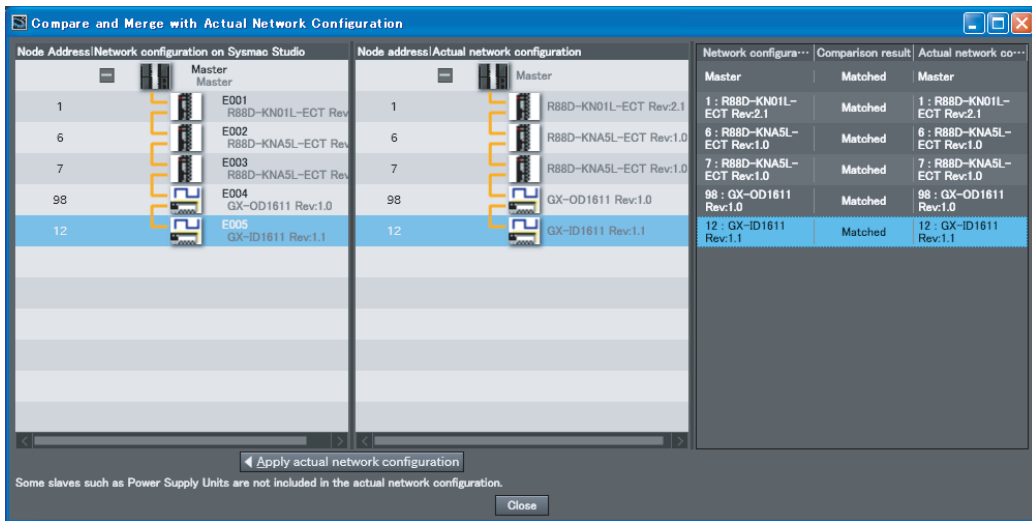 Compare and Merge with Actual Network Configuration
Node Address|Network configuration on Sysmac Studio
Master
Master
1
E001
R88D-KN01L-ECT Rev
6
E002
R88D-KNA5L-ECT Rev
7
E003
R88D-KNA5L-ECT Rev
98
E004
GX-OD1611 Rev:1.0
12
E005
GX-ID1611 Rev:1.1
Node address|Actual network configuration
Master
1 R88D-KN01L-ECT Rev:2.1
6 R88D-KNA5L-ECT Rev:1.0
7 R88D-KNA5L-ECT Rev:1.0
98 GX-OD1611 Rev:1.0
12 GX-ID1611 Rev:1.1
Network configura… Comparison result Actual network co…
Master Matched Master
1 : R88D-KN01L-
ECT Rev:2.1
Matched
1 : R88D-KN01L-
ECT Rev:2.1
6 : R88D-KNA5L-
ECT Rev:1.0
Matched
6 : R88D-KNA5L-
ECT Rev:1.0
7 : R88D-KNA5L-
ECT Rev:1.0
Matched
7 : R88D-KNA5L-
ECT Rev:1.0
98 : GX-OD1611
Rev:1.0
Matched
98 : GX-OD1611
Rev:1.0
12 : GX-ID1611
Rev:1.1
Matched
12 : GX-ID1611
Rev:1.1
Apply actual network configuration
Some slaves such as Power Supply Units are not included in the actual network configuration.
Close